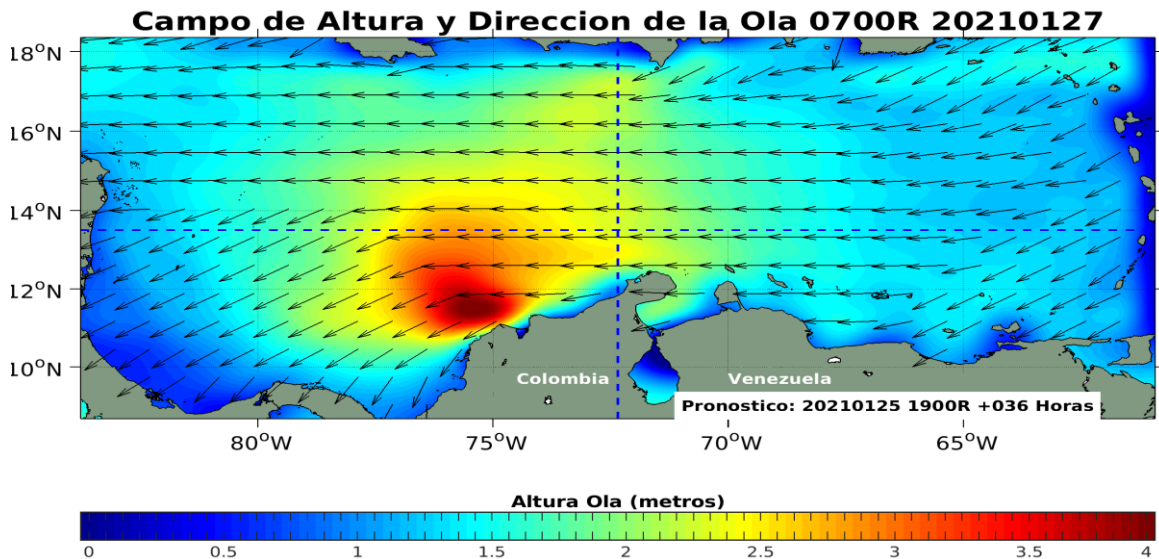 Campo de Altura y Direccion de la Ola 0700R 20210127
18°N
16°N
14°N
12°N
10°N
Colombia
Venezuela
Pronostico: 20210125 1900R +036 Horas
80°W 75°W 70°W 65°W
Altura Ola (metros)
0 0.5 1 1.5 2 2.5 3 3.5 4